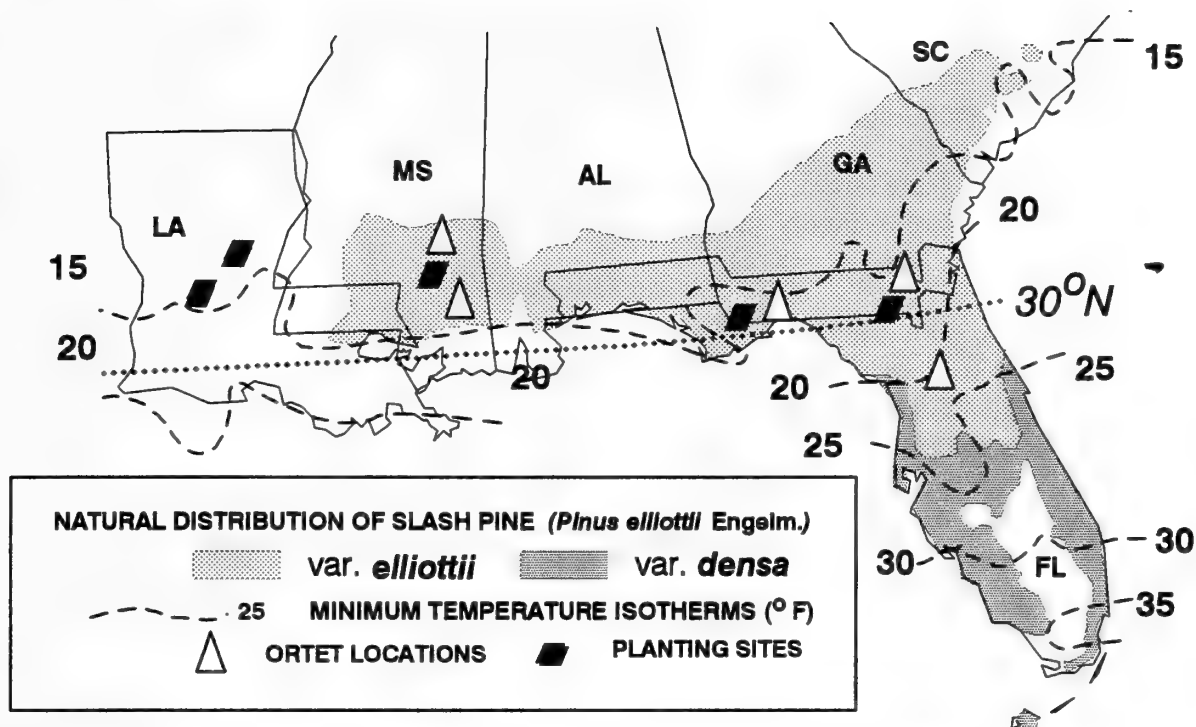 SC
15
MS
AL
GA
LA
20
15
30°N
20
20
20
25
25
30
FL
30
35
NATURAL DISTRIBUTION OF SLASH PINE (Pinus elliottii Engelm.)
var. elliottii var. densa
25 MINIMUM TEMPERATURE ISOTHERMS (° F)
ORTET LOCATIONS PLANTING SITES